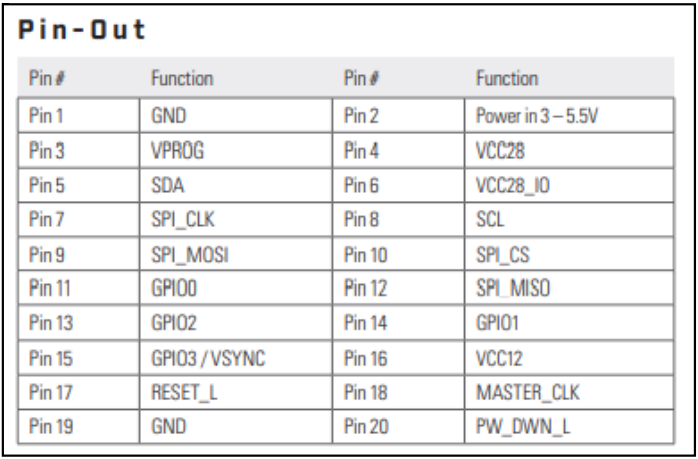 Pin-Out
Pin # Function Pin # Function
Pin 1 GND Pin 2 Power in 3 – 5.5V
Pin 3 VPROG Pin 4 VCC28
Pin 5 SDA Pin 6 VCC28_IO
Pin 7 SPI_CLK Pin 8 SCL
Pin 9 SPI_MOSI Pin 10 SPI_CS
Pin 11 GPIO0 Pin 12 SPI_MISO
Pin 13 GPIO2 Pin 14 GPIO1
Pin 15 GPIO3 / VSYNC Pin 16 VCC12
Pin 17 RESET_L Pin 18 MASTER_CLK
Pin 19 GND Pin 20 PW_DWN_L